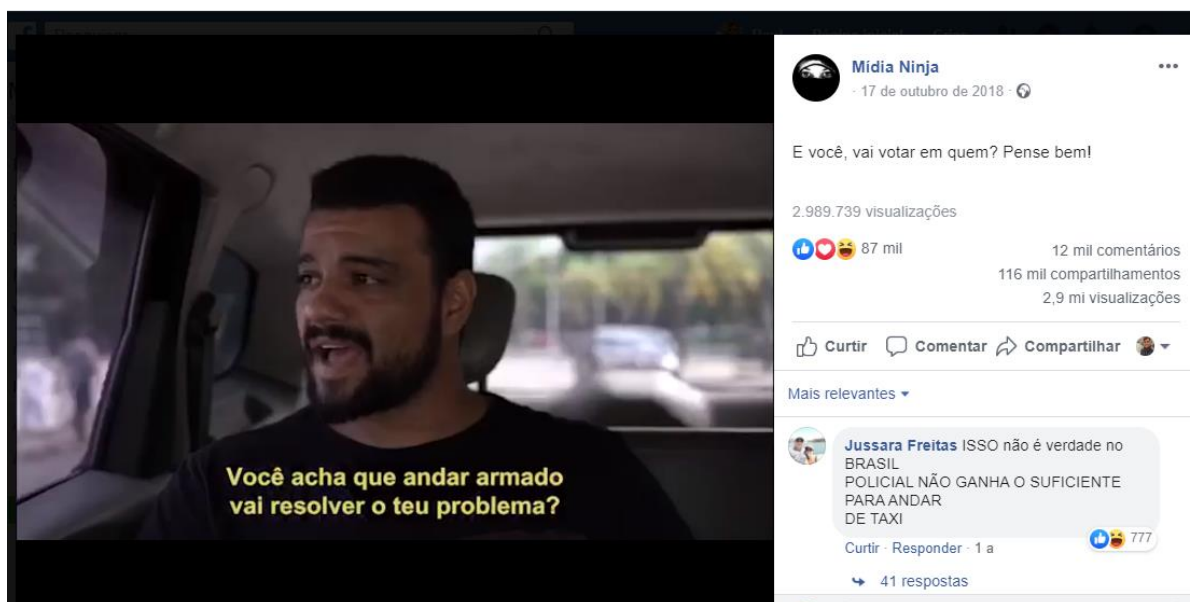 Você acha que andar armado
vai resolver o teu problema?
Mídia Ninja
· 17 de outubro de 2018 ·
E você, vai votar em quem? Pense bem!
2.989.739 visualizações
87 mil
12 mil comentários
116 mil compartilhamentos
2,9 mi visualizações
Curtir Comentar Compartilhar
Mais relevantes
Jussara Freitas ISSO não é verdade no
BRASIL
POLICIAL NÃO GANHA O SUFICIENTE
PARA ANDAR
DE TAXI
777
Curtir · Responder · 1 a
41 respostas